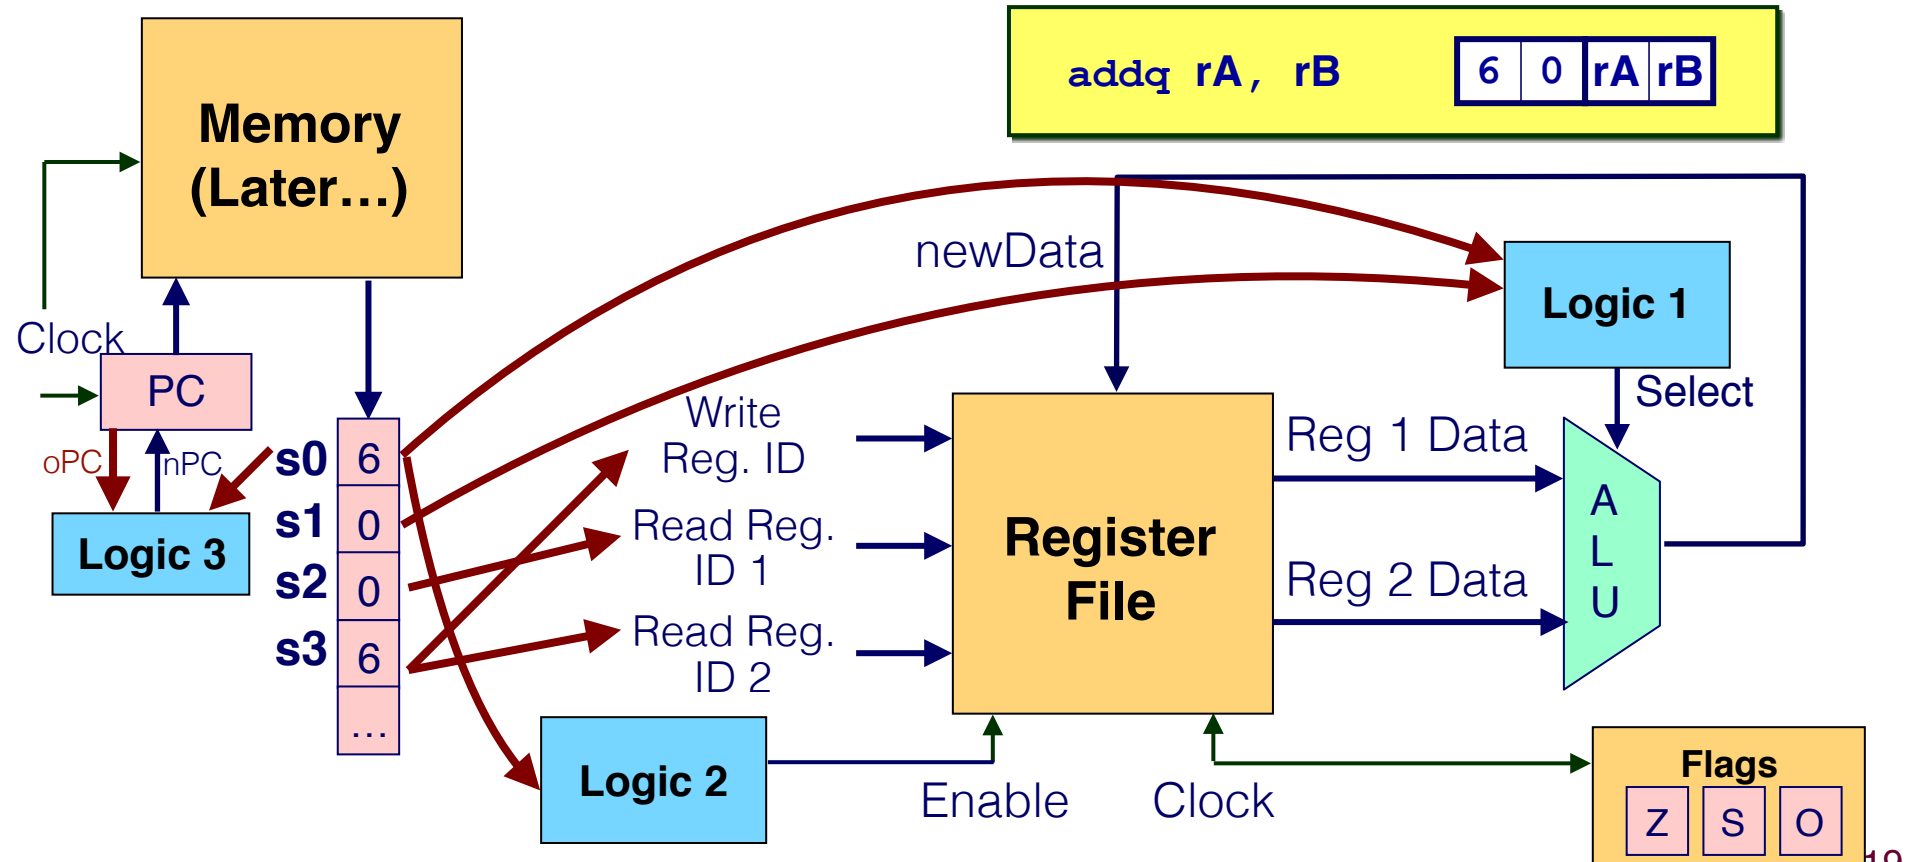 addq rA, rB
6 0 rA rB
Memory
(Later...)
newData
Logic 1
Clock
PC
Select
Write
Reg. ID
Reg 1 Data
oPC
nPC
s0 6
s1 0
s2 0
s3 6
...
Logic 3
Read Reg.
ID 1
Register
File
A
L
U
Reg 2 Data
Read Reg.
ID 2
Logic 2
Enable
Clock
Flags
Z S O
19